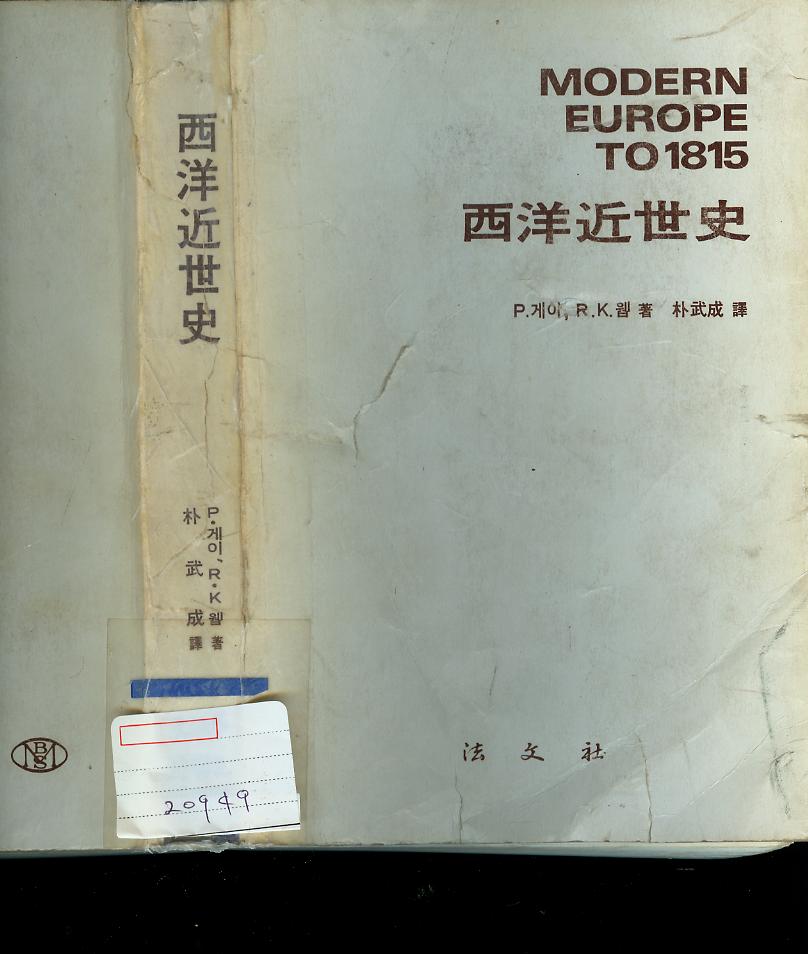 西洋近世史
P·게이, R·K 웹 著
朴武成 譯
20949
MODERN
EUROPE
TO 1815
西洋近世史
P.게이, R.K.웹 著 朴武成 譯
法文社